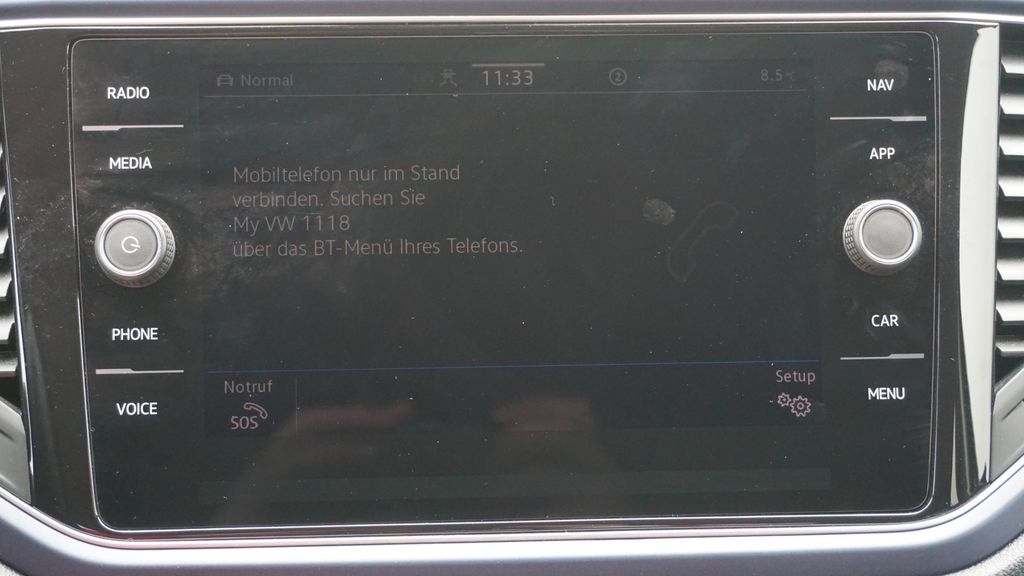 RADIO
MEDIA
PHONE
VOICE
Normal
11:33
2
8.5°C
Mobiltelefon nur im Stand
verbinden. Suchen Sie
My VW 1118
über das BT-Menü Ihres Telefons.
Notruf
SOS
Setup
NAV
APP
CAR
MENU